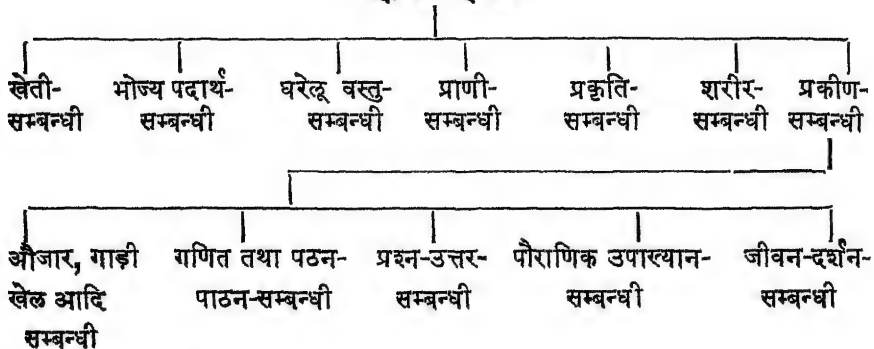 खेती- भोज्य पदार्थ- घरेलू वस्तु- प्राणी- प्रकृति- शरीर- प्रकीण-
सम्बन्धी सम्बन्धी सम्बन्धी सम्बन्धी सम्बन्धी सम्बन्धी सम्बन्धी
औजार, गाड़ी गणित तथा पठन- प्रश्न-उत्तर- पौराणिक उपाख्यान- जीवन-दर्शन-
खेल आदि पाठन-सम्बन्धी सम्बन्धी सम्बन्धी सम्बन्धी
सम्बन्धी